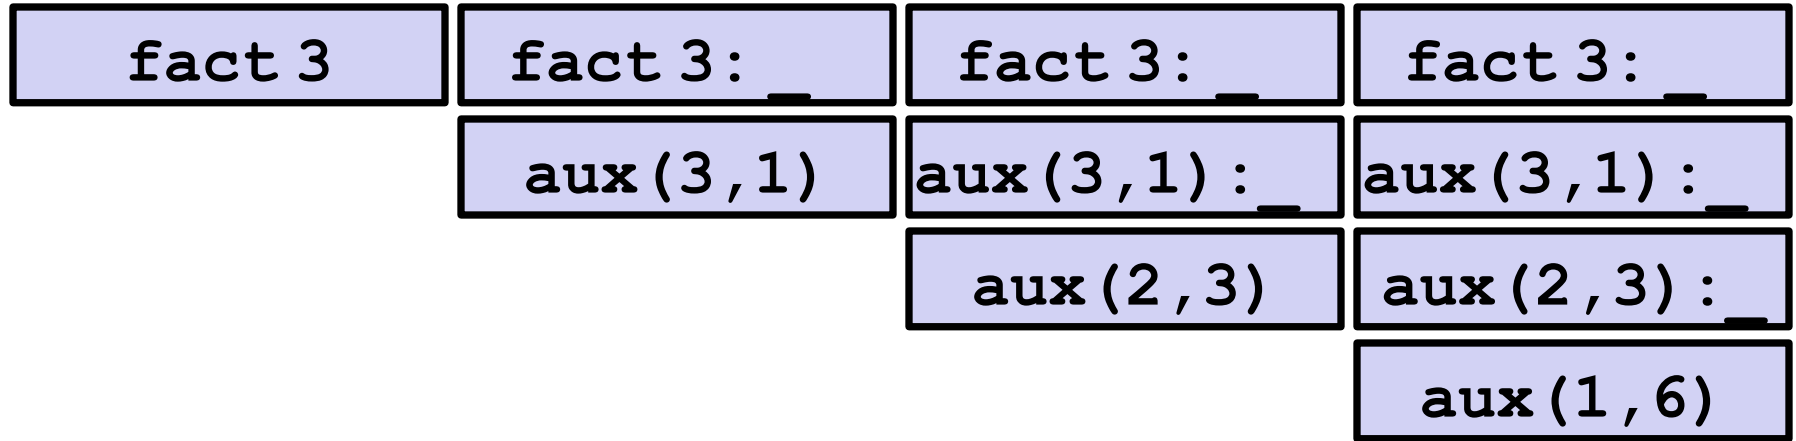 fact 3 fact 3:_ fact 3:_ fact 3:_
aux(3,1) aux(3,1):_ aux(3,1):_
aux(2,3) aux(2,3):_
aux(1,6)